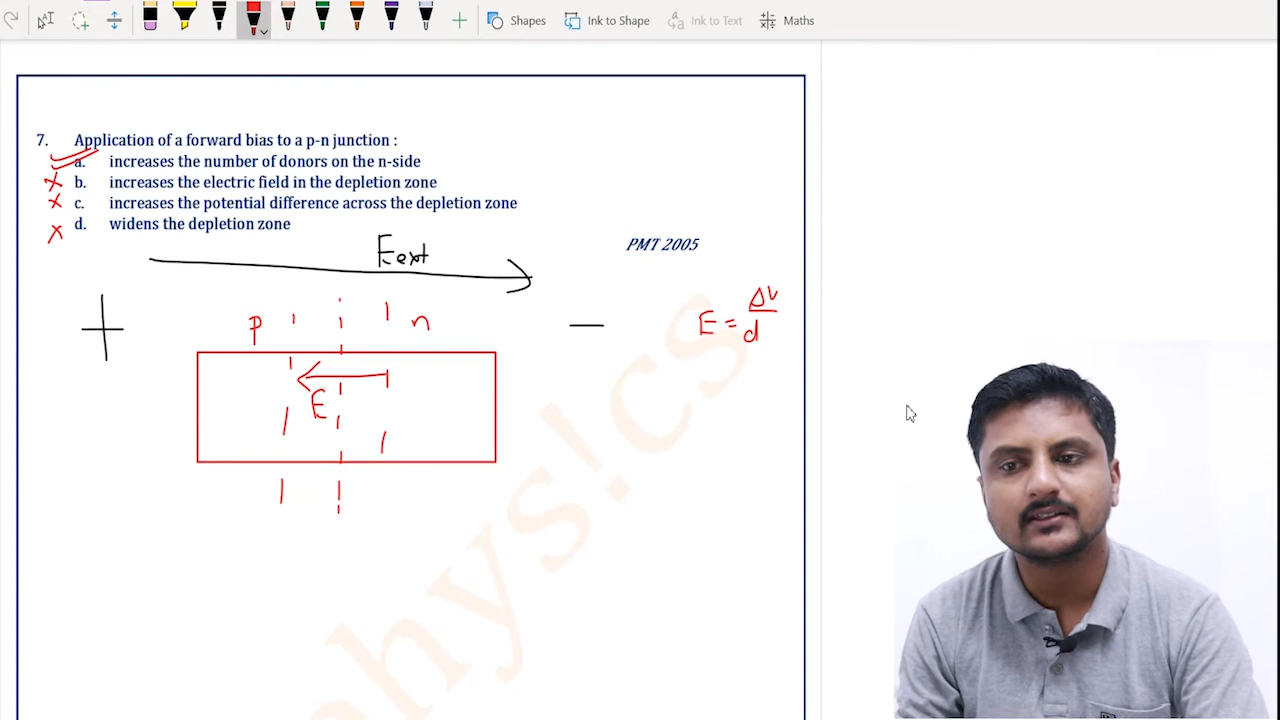 Shapes Ink to Shape Ink to Text Maths
7. Application of a forward bias to a p-n junction :
a. increases the number of donors on the n-side
b. increases the electric field in the depletion zone
c. increases the potential difference across the depletion zone
d. widens the depletion zone
PMT 2005
Eext
+ p n −
E = ΔV/d
E
phys!cs